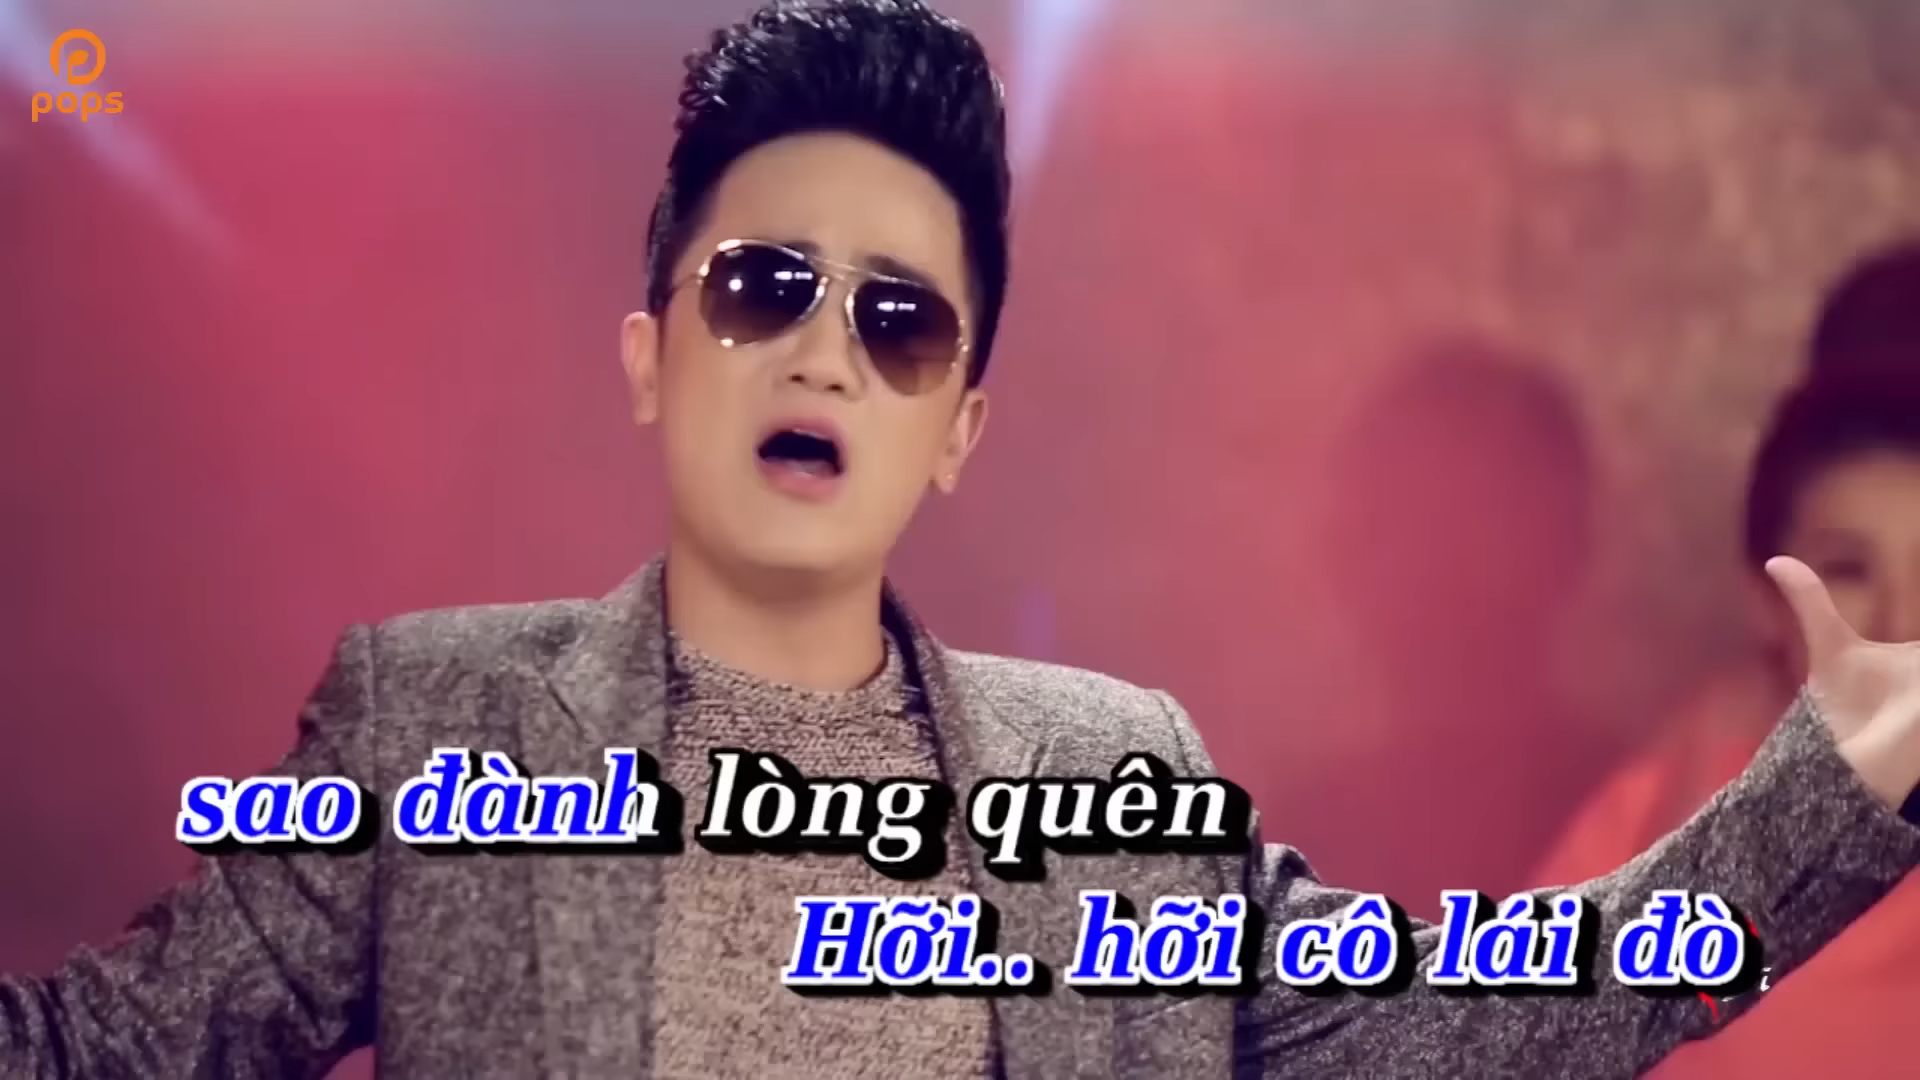 pops
sao đành lòng quên
Hỡi.. hỡi cô lái đò